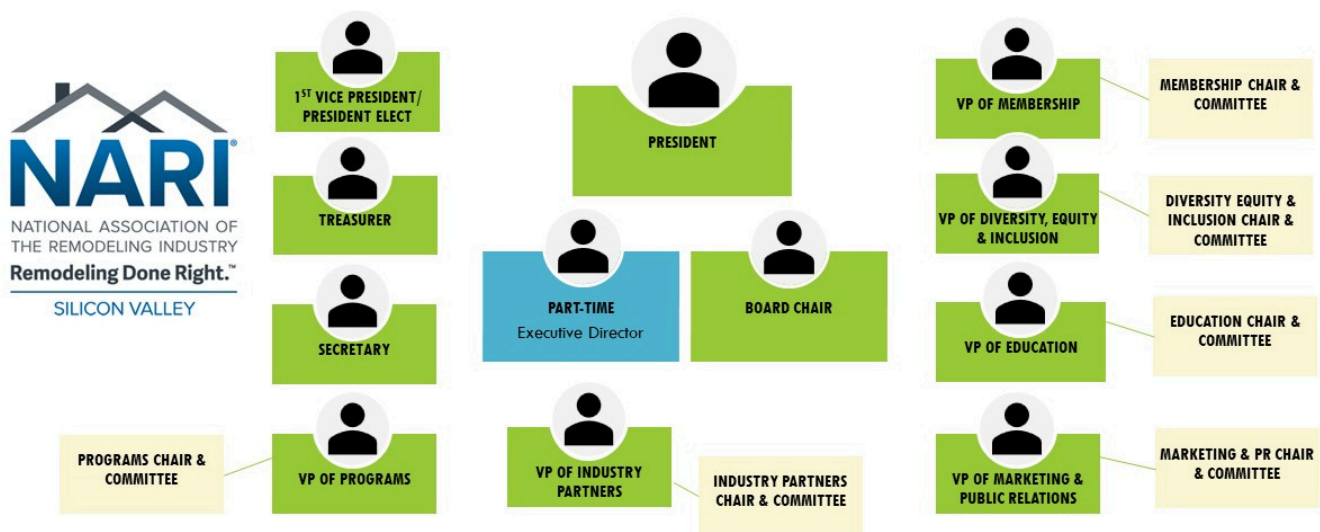 NARI®
NATIONAL ASSOCIATION OF
THE REMODELING INDUSTRY
Remodeling Done Right.™
SILICON VALLEY
1ST VICE PRESIDENT/
PRESIDENT ELECT
TREASURER
SECRETARY
PROGRAMS CHAIR &
COMMITTEE
VP OF PROGRAMS
PRESIDENT
PART-TIME
Executive Director
BOARD CHAIR
VP OF INDUSTRY
PARTNERS
INDUSTRY PARTNERS
CHAIR & COMMITTEE
VP OF MEMBERSHIP
MEMBERSHIP CHAIR &
COMMITTEE
VP OF DIVERSITY, EQUITY
& INCLUSION
DIVERSITY EQUITY &
INCLUSION CHAIR &
COMMITTEE
VP OF EDUCATION
EDUCATION CHAIR &
COMMITTEE
VP OF MARKETING &
PUBLIC RELATIONS
MARKETING & PR CHAIR
& COMMITTEE